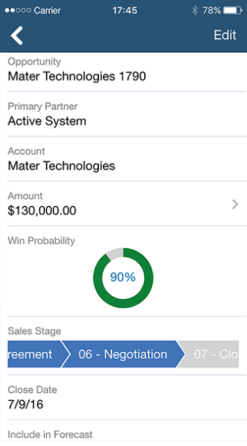 Carrier 17:45 78%
Edit
Opportunity
Mater Technologies 1790
Primary Partner
Active System
Account
Mater Technologies
Amount
$130,000.00
Win Probability
90%
Sales Stage
reement 06 - Negotiation 07 - Clo
Close Date
7/9/16
Include in Forecast